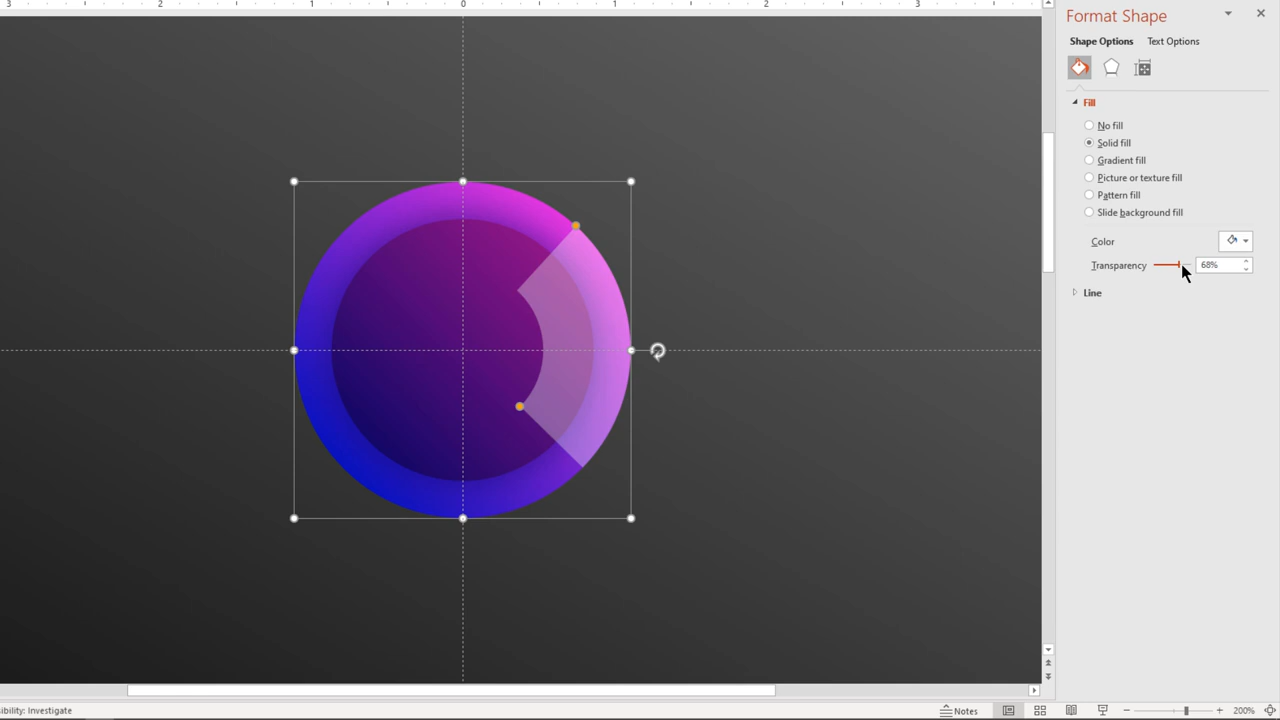 3 2 1 0 1 2 3
Format Shape
Shape Options Text Options
Fill
No fill
Solid fill
Gradient fill
Picture or texture fill
Pattern fill
Slide background fill
Color
Transparency 68%
Line
sibility: Investigate Notes 200%